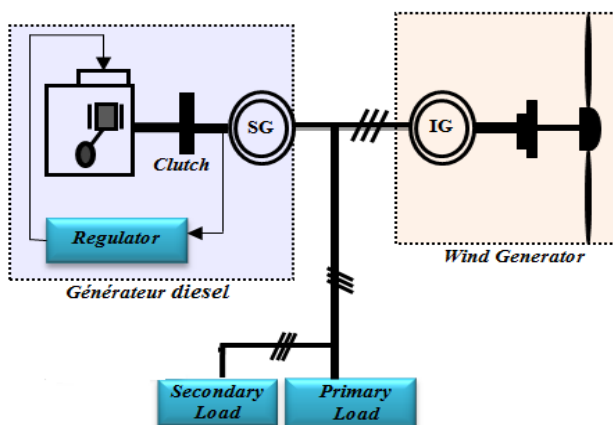 SG
IG
Clutch
Regulator
Wind Generator
Générateur diesel
Secondary
Load
Primary
Load